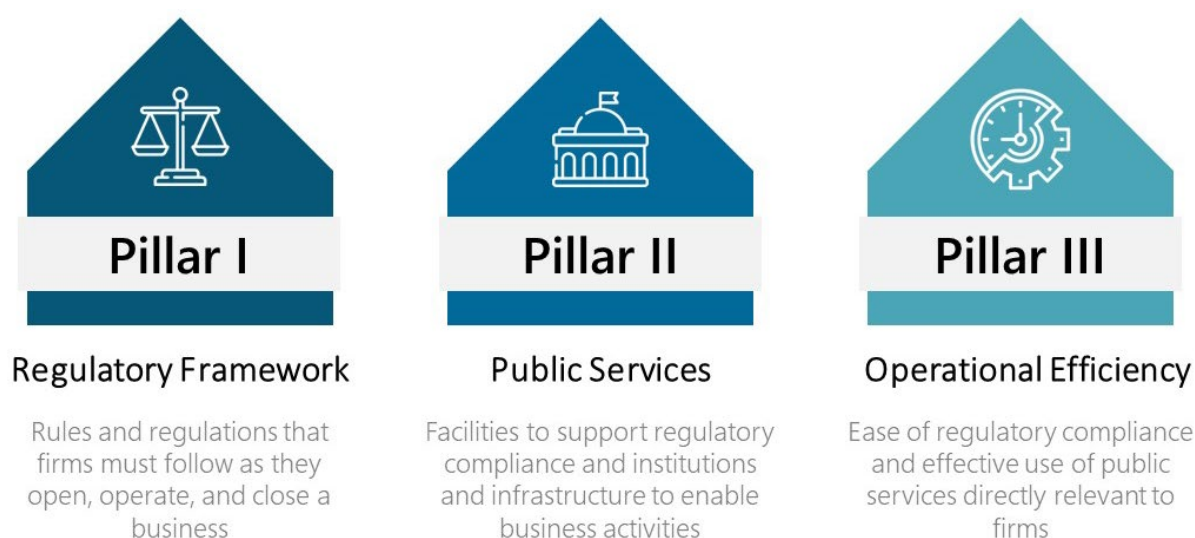 Pillar I
Regulatory Framework
Rules and regulations that
firms must follow as they
open, operate, and close a
business
Pillar II
Public Services
Facilities to support regulatory
compliance and institutions
and infrastructure to enable
business activities
Pillar III
Operational Efficiency
Ease of regulatory compliance
and effective use of public
services directly relevant to
firms